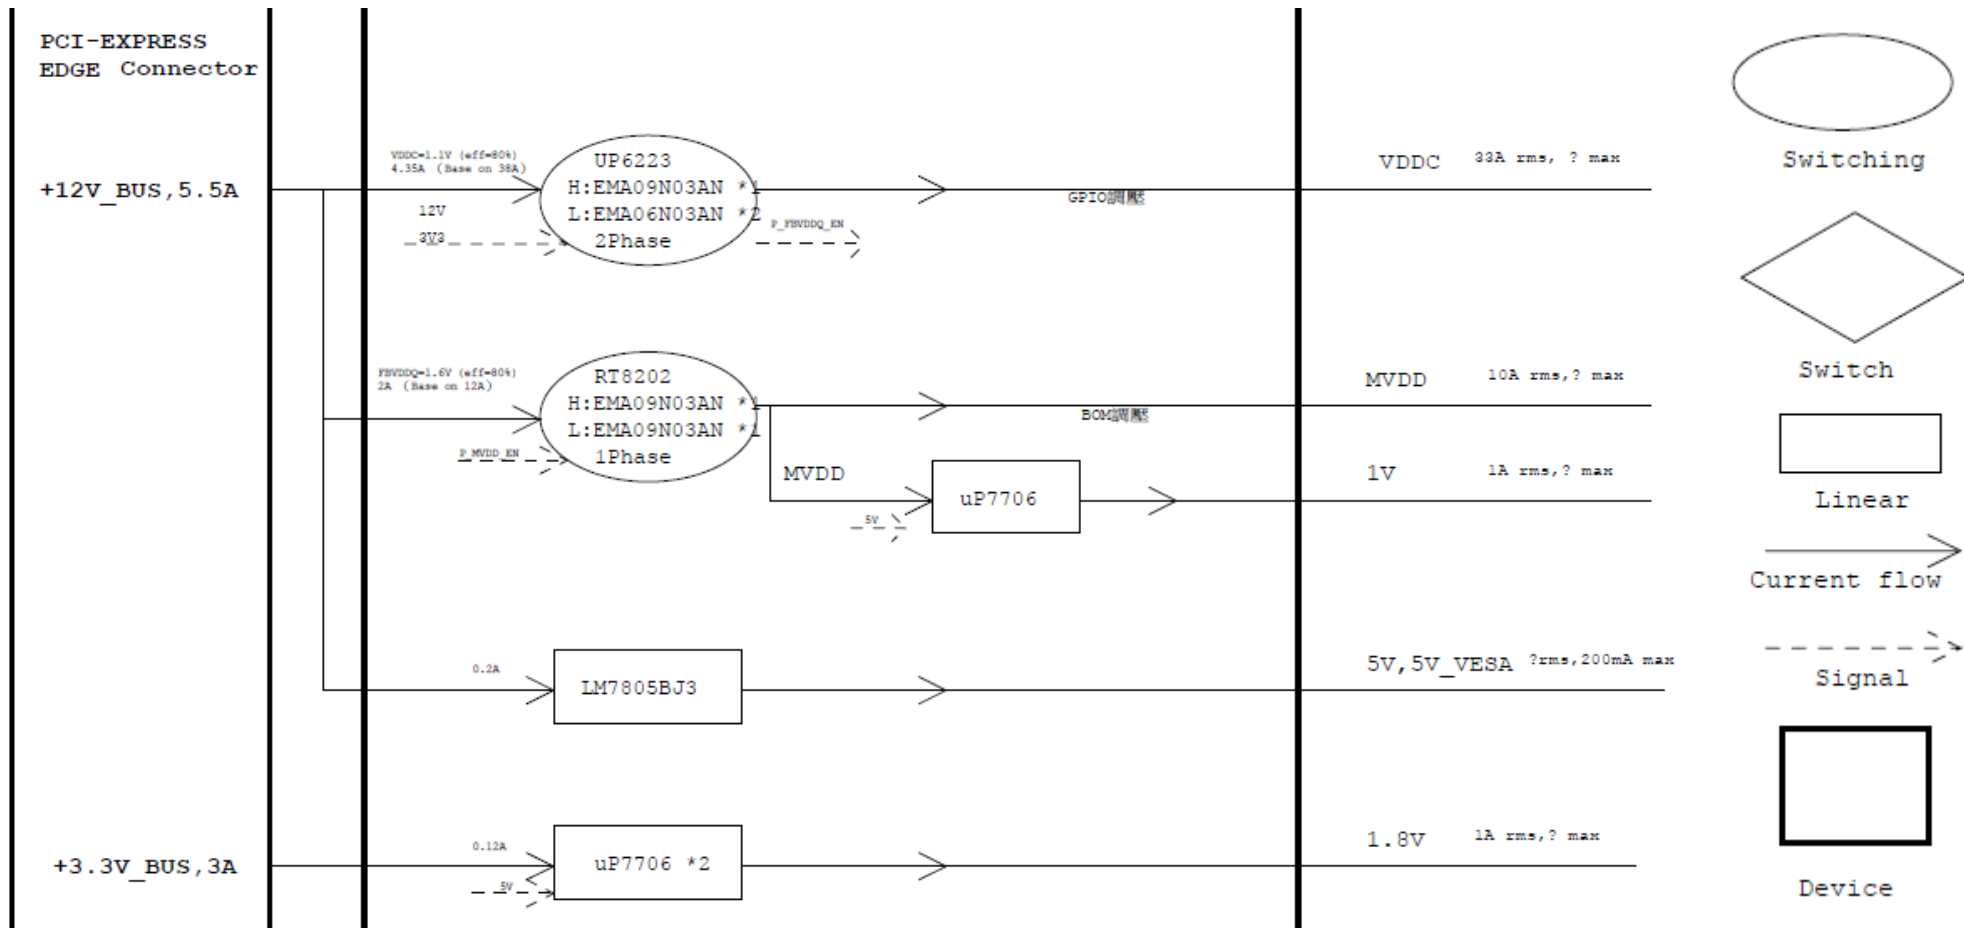 PCI-EXPRESS
EDGE Connector
+12V_BUS,5.5A
VDDC=1.1V (eff=80%)
4.35A (Base on 38A)
12V
3V3
UP6223
H:EMA09N03AN *1
L:EMA06N03AN *2
2Phase
P_FBVDDQ_EN
GPIO調壓
VDDC 33A rms, ? max
FBVDDQ=1.6V (eff=80%)
2A (Base on 12A)
P_MVDD_EN
RT8202
H:EMA09N03AN *1
L:EMA09N03AN *1
1Phase
BOM調壓
MVDD 10A rms,? max
MVDD
5V
uP7706
1V 1A rms,? max
0.2A
LM7805BJ3
5V,5V_VESA ?rms,200mA max
+3.3V_BUS,3A
0.12A
5V
uP7706 *2
1.8V 1A rms,? max
Switching
Switch
Linear
Current flow
Signal
Device